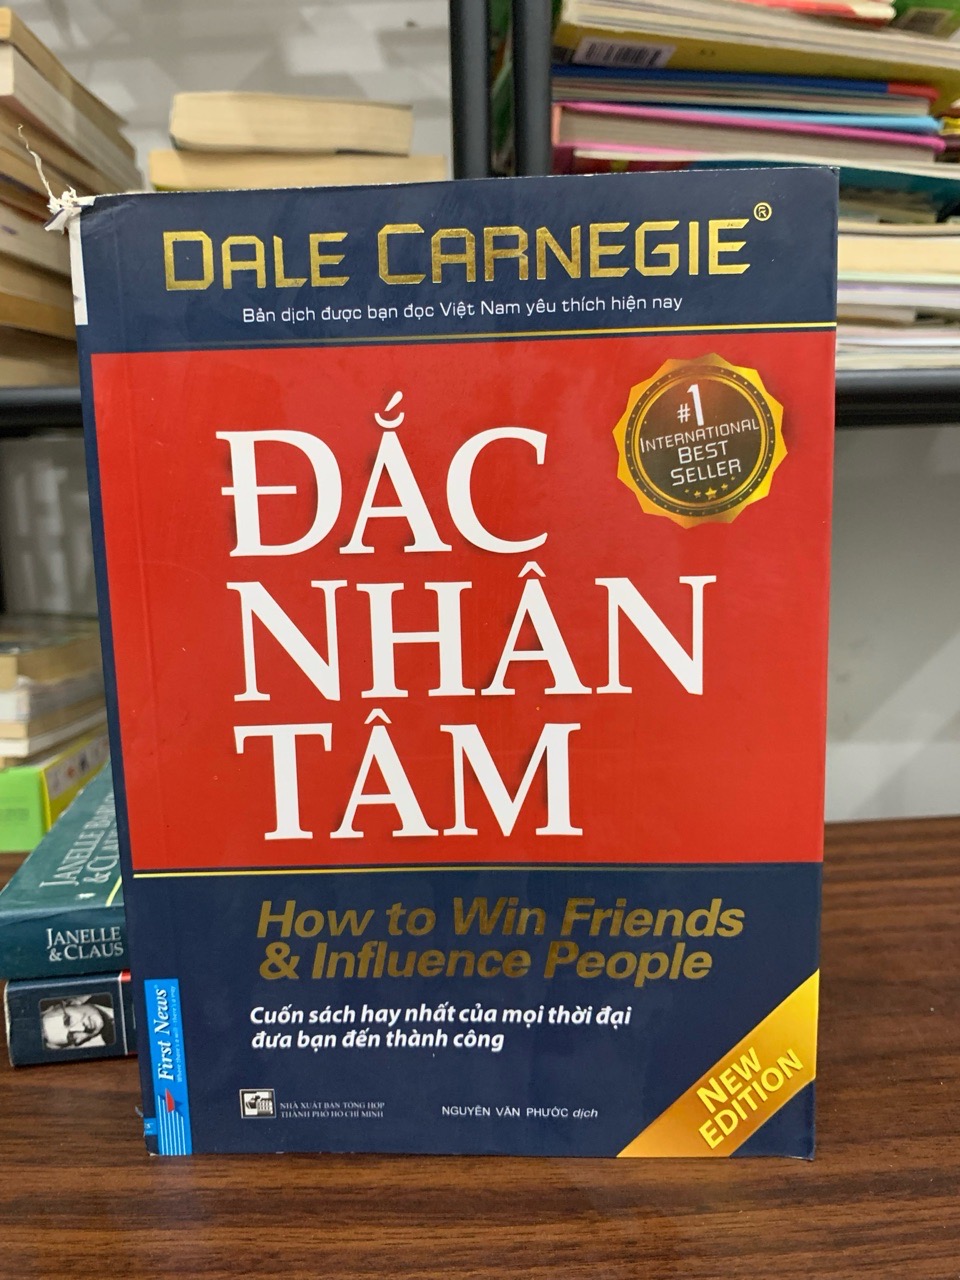 DALE CARNEGIE®
Bản dịch được bạn đọc Việt Nam yêu thích hiện nay
#1
INTERNATIONAL
BEST
SELLER
ĐẮC
NHÂN
TÂM
How to Win Friends
& Influence People
Cuốn sách hay nhất của mọi thời đại
đưa bạn đến thành công
First News
NHÀ XUẤT BẢN TỔNG HỢP
THÀNH PHỐ HỒ CHÍ MINH
NGUYỄN VĂN PHƯỚC dịch
NEW
EDITION
JANELLE
& CLAUS
JANELLE